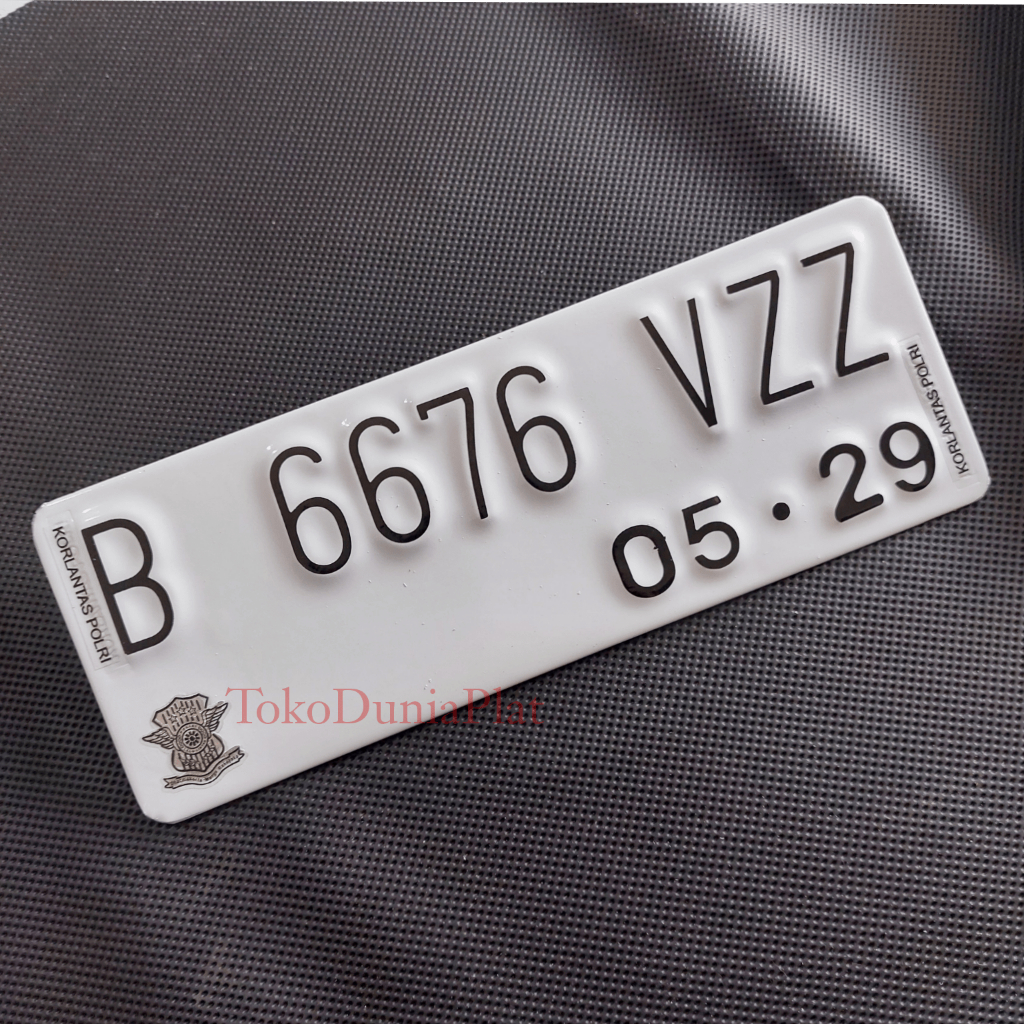 B 6676 VZZ
05 · 29
KORLANTAS POLRI
KORLANTAS POLRI
TokoDuniaPlat